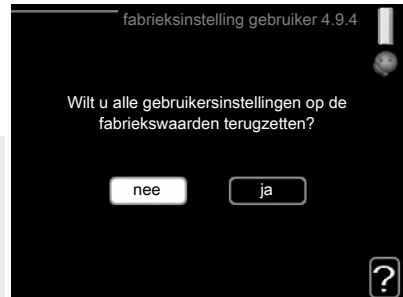 fabrieksinstelling gebruiker 4.9.4
Wilt u alle gebruikersinstellingen op de
fabriekswaarden terugzetten?
nee ja
?